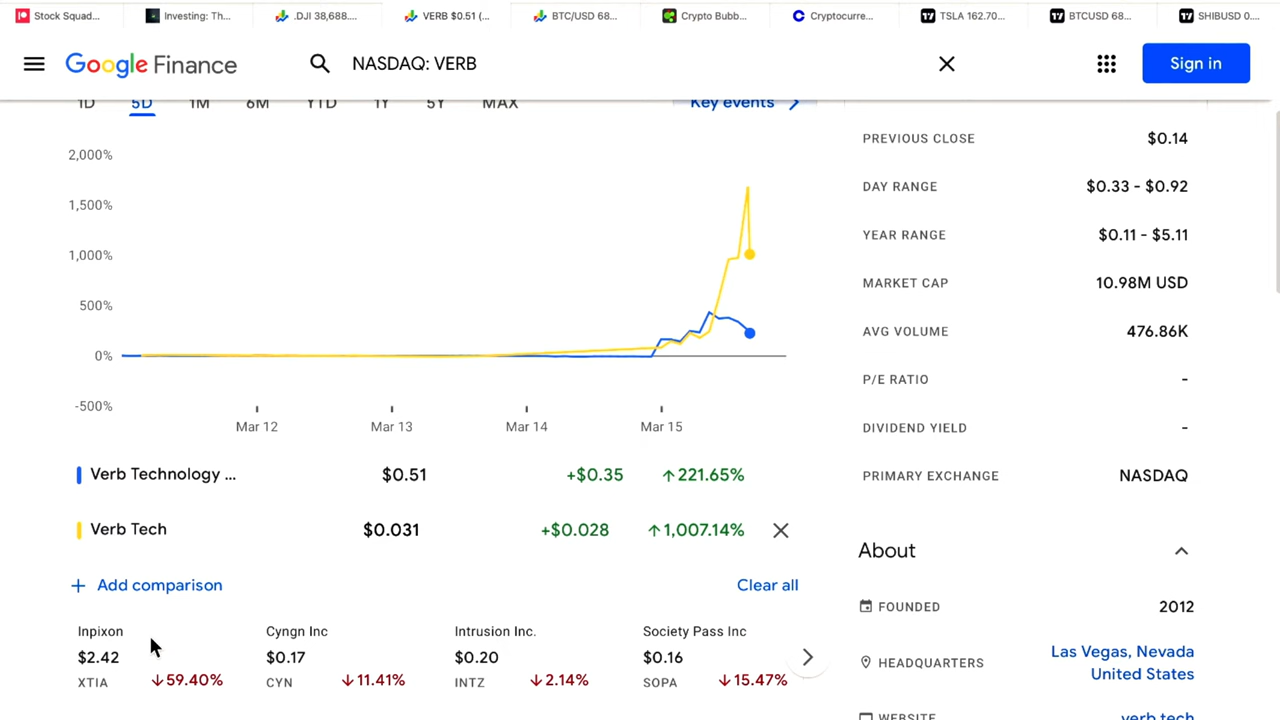 Stock Squad...
Investing: Th...
.DJI 38,688....
VERB $0.51 (...
BTC/USD 68...
Crypto Bubb...
Cryptocurre...
TSLA 162.70...
BTCUSD 68...
SHIBUSD 0....
Google Finance
NASDAQ: VERB
Sign in
1D 5D 1M 6M YTD 1Y 5Y MAX
Key events
2,000%
1,500%
1,000%
500%
0%
-500%
Mar 12 Mar 13 Mar 14 Mar 15
Verb Technology ... $0.51 +$0.35 ↑221.65%
Verb Tech $0.031 +$0.028 ↑1,007.14%
+ Add comparison
Clear all
Inpixon
$2.42
XTIA ↓59.40%
Cyngn Inc
$0.17
CYN ↓11.41%
Intrusion Inc.
$0.20
INTZ ↓2.14%
Society Pass Inc
$0.16
SOPA ↓15.47%
PREVIOUS CLOSE $0.14
DAY RANGE $0.33 - $0.92
YEAR RANGE $0.11 - $5.11
MARKET CAP 10.98M USD
AVG VOLUME 476.86K
P/E RATIO -
DIVIDEND YIELD -
PRIMARY EXCHANGE NASDAQ
About
FOUNDED 2012
HEADQUARTERS Las Vegas, Nevada
United States
WEBSITE verb.tech